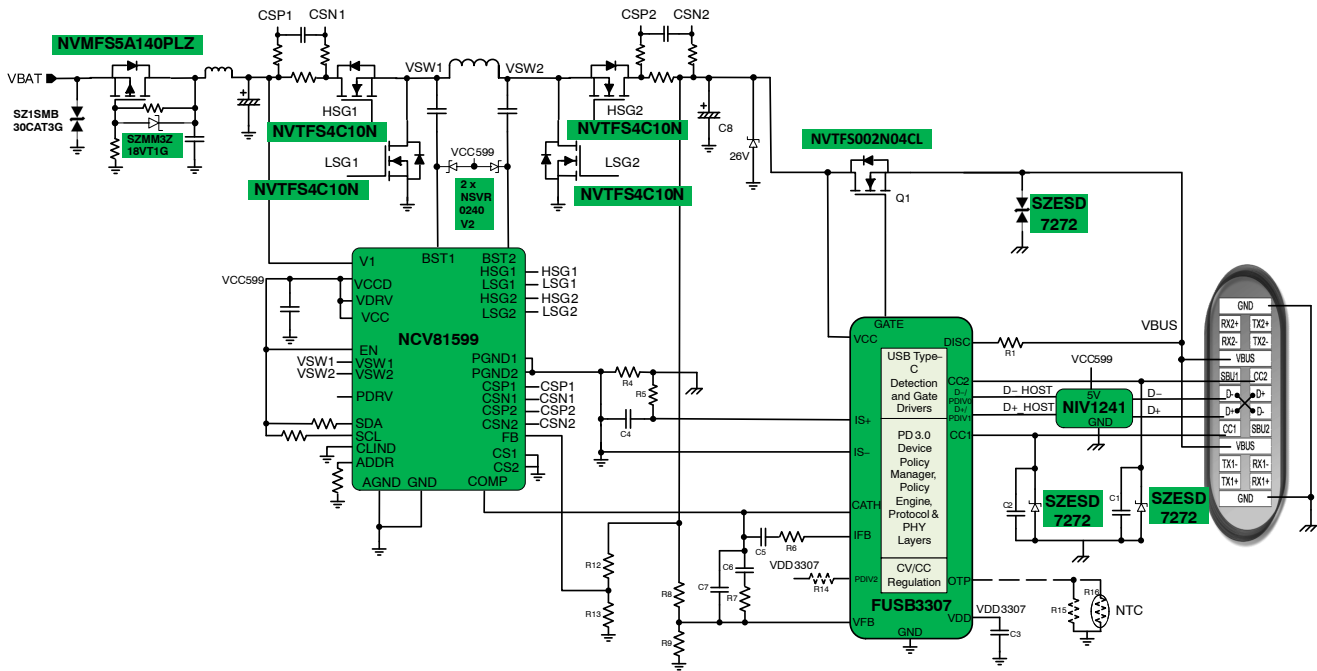 CSP1 CSN1
CSP2 CSN2
NVMFS5A140PLZ
VBAT
VSW1
VSW2
SZ1SMB
30CAT3G
SZMM3Z
18VT1G
HSG1
NVTFS4C10N
LSG1
NVTFS4C10N
VCC599
2 x
NSVR
0240
V2
HSG2
NVTFS4C10N
LSG2
NVTFS4C10N
C8
26V
NVTFS002N04CL
Q1
SZESD
7272
VCC599
V1
BST1
BST2
VCCD
VDRV
VCC
HSG1 HSG1
LSG1 LSG1
HSG2 HSG2
LSG2 LSG2
NCV81599
EN
VSW1 VSW1
VSW2 VSW2
PDRV
SDA
SCL
CLIND
ADDR
AGND GND
PGND1
PGND2
CSP1 CSP1
CSN1 CSN1
CSP2 CSP2
CSN2 CSN2
FB
CS1
CS2
COMP
R4
R5
C4
R12
R13
R8
R9
C7
C6
R7
C5
R6
VDD3307
R14
GATE
VCC
DISC
USB Type-
C
Detection
and Gate
Drivers
CC2
D-/
PDIV0
D+/
PDIV1
CC1
IS+
IS-
PD 3.0
Device
Policy
Manager,
Policy
Engine,
Protocol &
PHY
Layers
CATH
IFB
PDIV2
CV/CC
Regulation
OTP
FUSB3307
VFB
VDD
GND
R1
VBUS
VCC599
D- HOST
D+ HOST
5V
NIV1241
GND
D-
D+
C2
SZESD
7272
C1
SZESD
7272
VDD3307
C3
R15
R16
NTC
GND
RX2+ TX2+
RX2- TX2-
VBUS
SBU1 CC2
D- D+
D+ D-
CC1 SBU2
VBUS
TX1- RX1-
TX1+ RX1+
GND